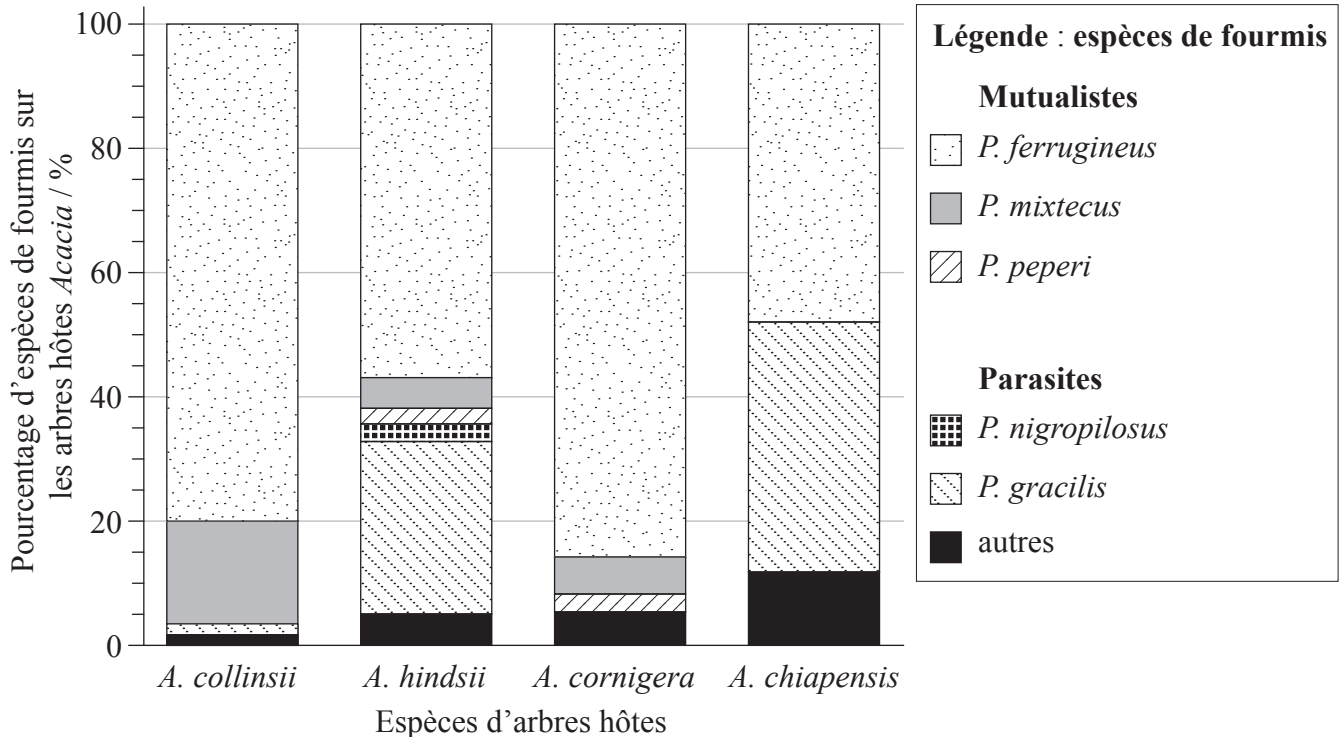 Pourcentage d'espèces de fourmis sur
les arbres hôtes Acacia / %
100
80
60
40
20
0
A. collinsii
A. hindsii
A. cornigera
A. chiapensis
Espèces d'arbres hôtes
Légende : espèces de fourmis
Mutualistes
P. ferrugineus
P. mixtecus
P. peperi
Parasites
P. nigropilosus
P. gracilis
autres